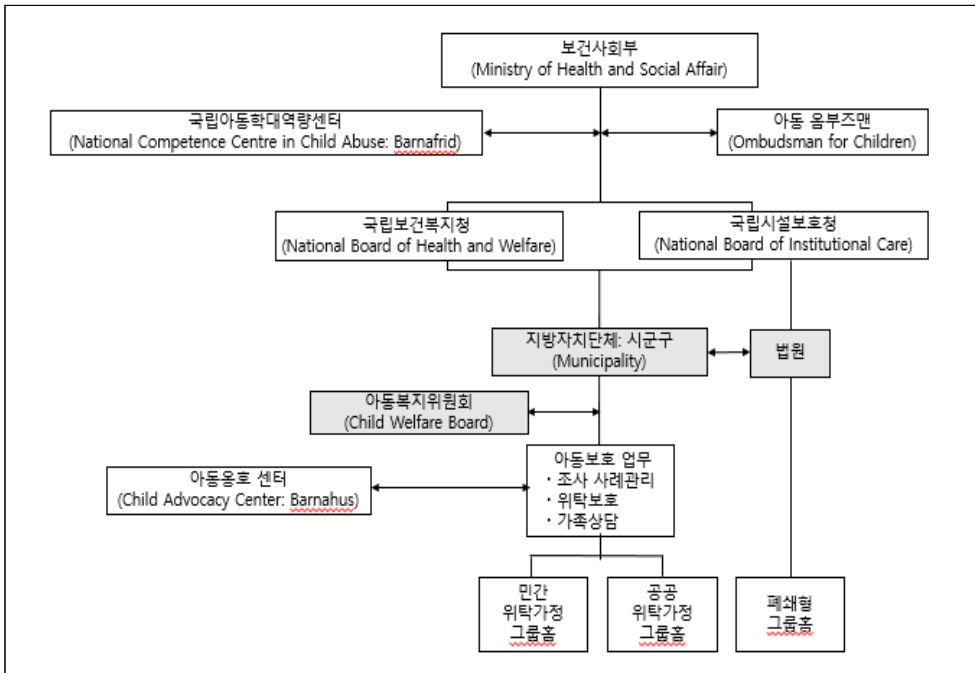 보건사회부
(Ministry of Health and Social Affair)
국립아동학대역량센터
(National Competence Centre in Child Abuse: Barnafrid)
아동 옴부즈맨
(Ombudsman for Children)
국립보건복지청
(National Board of Health and Welfare)
국립시설보호청
(National Board of Institutional Care)
지방자치단체: 시군구
(Municipality)
법원
아동복지위원회
(Child Welfare Board)
아동보호 업무
· 조사 사례관리
· 위탁보호
· 가족상담
아동옹호 센터
(Child Advocacy Center: Barnahus)
민간
위탁가정
그룹홈
공공
위탁가정
그룹홈
폐쇄형
그룹홈